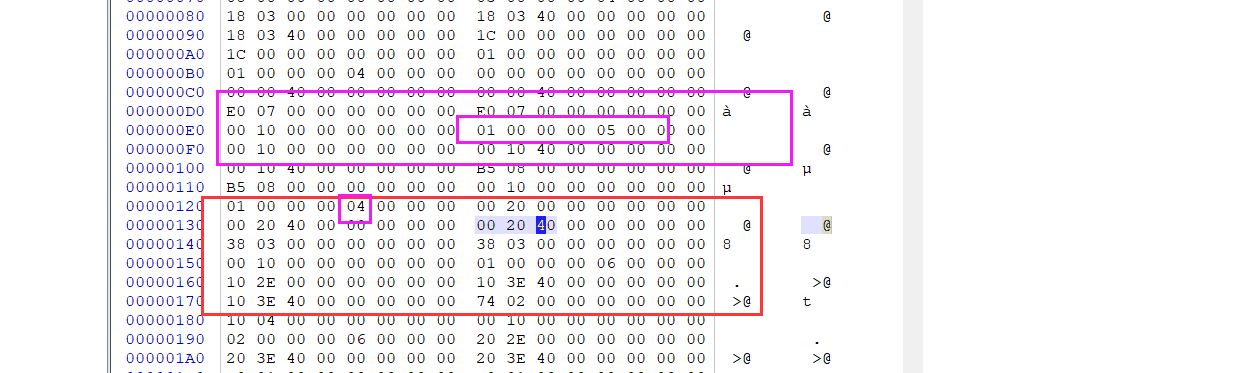 00000080 18 03 00 00 00 00 00 00 18 03 40 00 00 00 00 00 @
00000090 18 03 40 00 00 00 00 00 1C 00 00 00 00 00 00 00 @
000000A0 1C 00 00 00 00 00 00 00 01 00 00 00 00 00 00 00
000000B0 01 00 00 00 04 00 00 00 00 00 00 00 00 00 00 00
000000C0 00 00 40 00 00 00 00 00 00 00 40 00 00 00 00 00 @ @
000000D0 E0 07 00 00 00 00 00 00 E0 07 00 00 00 00 00 00 à à
000000E0 00 10 00 00 00 00 00 00 01 00 00 00 05 00 00 00
000000F0 00 10 00 00 00 00 00 00 00 10 40 00 00 00 00 00 @
00000100 00 10 40 00 00 00 00 00 B5 08 00 00 00 00 00 00 @ µ
00000110 B5 08 00 00 00 00 00 00 00 10 00 00 00 00 00 00 µ
00000120 01 00 00 00 04 00 00 00 00 20 00 00 00 00 00 00
00000130 00 20 40 00 00 00 00 00 00 20 40 00 00 00 00 00 @ @
00000140 38 03 00 00 00 00 00 00 38 03 00 00 00 00 00 00 8 8
00000150 00 10 00 00 00 00 00 00 01 00 00 00 06 00 00 00
00000160 10 2E 00 00 00 00 00 00 10 3E 40 00 00 00 00 00 . >@
00000170 10 3E 40 00 00 00 00 00 74 02 00 00 00 00 00 00 >@ t
00000180 10 04 00 00 00 00 00 00 00 10 00 00 00 00 00 00
00000190 02 00 00 00 06 00 00 00 20 2E 00 00 00 00 00 00 .
000001A0 20 3E 40 00 00 00 00 00 20 3E 40 00 00 00 00 00 >@ >@